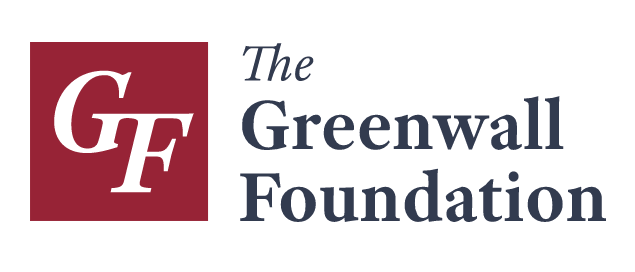 GF
The
Greenwall
Foundation